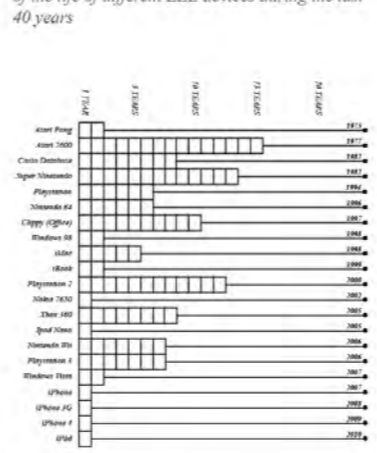 of the life of different EEE devices during the last
40 years
1 YEAR
5 YEARS
10 YEARS
15 YEARS
20 YEARS
Atari Pong 1975
Atari 2600 1977
Casio Database 1983
Super Nintendo 1983
Playstation 1994
Nintendo 64 1996
Clippy (Office) 1997
Windows 98 1998
iMac 1998
iBook 1999
Playstation 2 2000
Nokia 7650 2002
Xbox 360 2005
Ipod Nano 2005
Nintendo Wii 2006
Playstation 3 2006
Windows Vista 2007
iPhone 2007
iPhone 3G 2008
iPhone 4 2009
iPad 2010